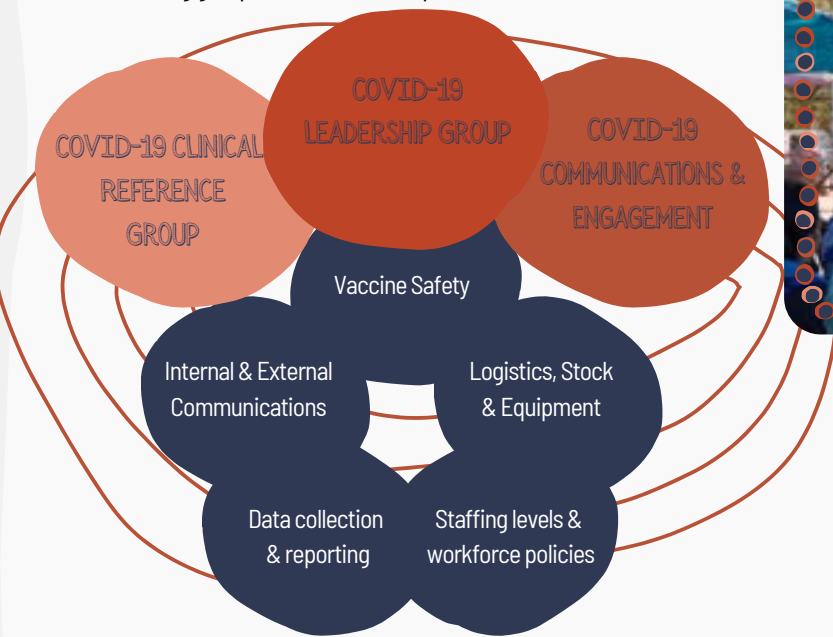 COVID-19 CLINICAL
REFERENCE
GROUP
COVID-19
LEADERSHIP GROUP
COVID-19
COMMUNICATIONS &
ENGAGEMENT
Vaccine Safety
Internal & External
Communications
Logistics, Stock
& Equipment
Data collection
& reporting
Staffing levels &
workforce policies